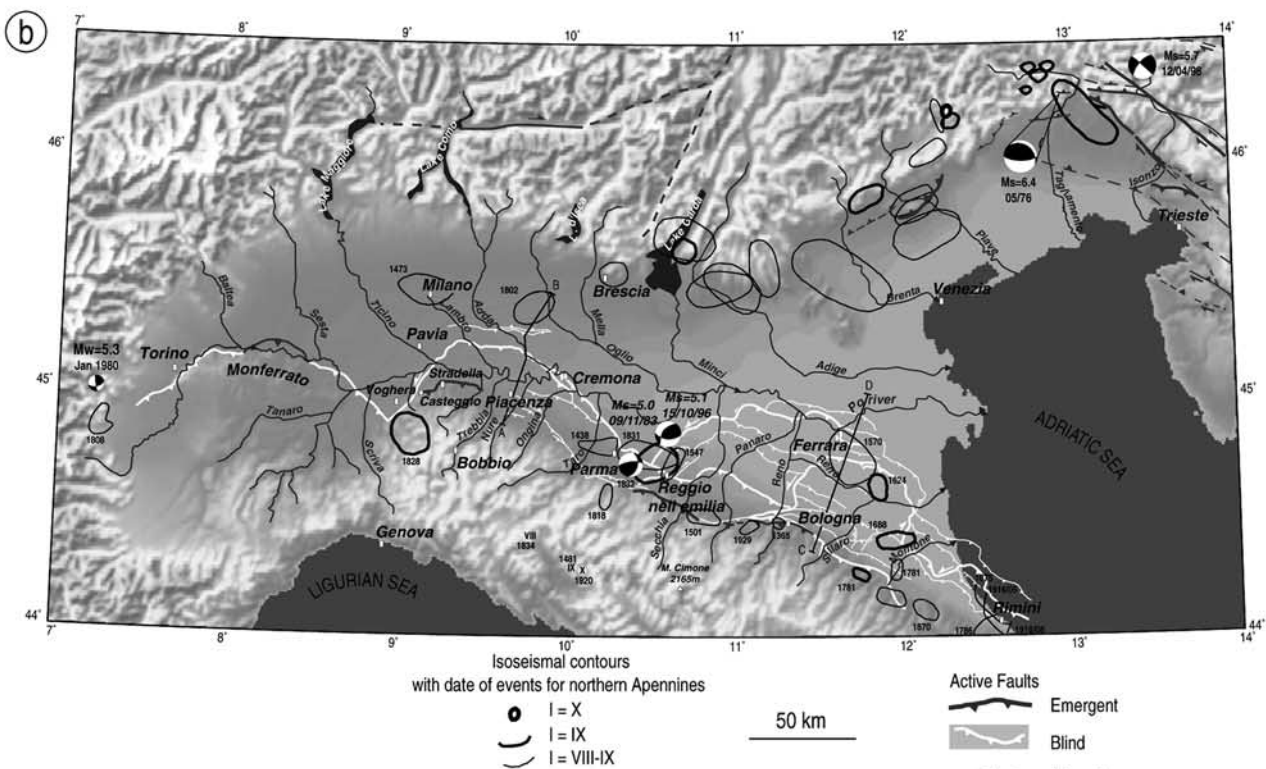 b
7˚
8˚
9˚
10˚
11˚
12˚
13˚
14˚
Ms=5.7
12/04/98
46˚
46˚
Lake Maggiore
Lake Como
Lake Garda
Ms=6.4
05/76
Tagliamento
Isonzo
Trieste
Piave
Brenta
Venezia
1473
Milano
1802
B
Brescia
Baltea
Sesia
Ticino
Lambro
Adda
Mella
Oglio
Pavia
Minci
Adige
Mw=5.3
Jan 1980
Torino
Monferrato
45˚
45˚
Voghera
Stradella
Casteggio
Piacenza
Cremona
Ms=5.0
09/11/83
Ms=5.1
15/10/96
D
Po river
ADRIATIC SEA
Tanaro
Scriva
Trebbia
Nure
A
Ongina
1438
1831
1547
Panaro
Ferrara
1570
1808
1828
Bobbio
Taro
Parma
Reno
1624
1832
Reggio
nell emilia
1818
Secchia
1501
1929
1365
Bologna
1688
C
Sillaro
Montone
Genova
VIII
1834
1481
IX
X
1920
M. Cimone
2165m
1781
1781
1870
1786
Rimini
LIGURIAN SEA
44˚
44˚
7˚
8˚
9˚
10˚
11˚
12˚
13˚
14˚
Isoseismal contours
with date of events for northern Apennines
I = X
I = IX
I = VIII-IX
50 km
Active Faults
Emergent
Blind